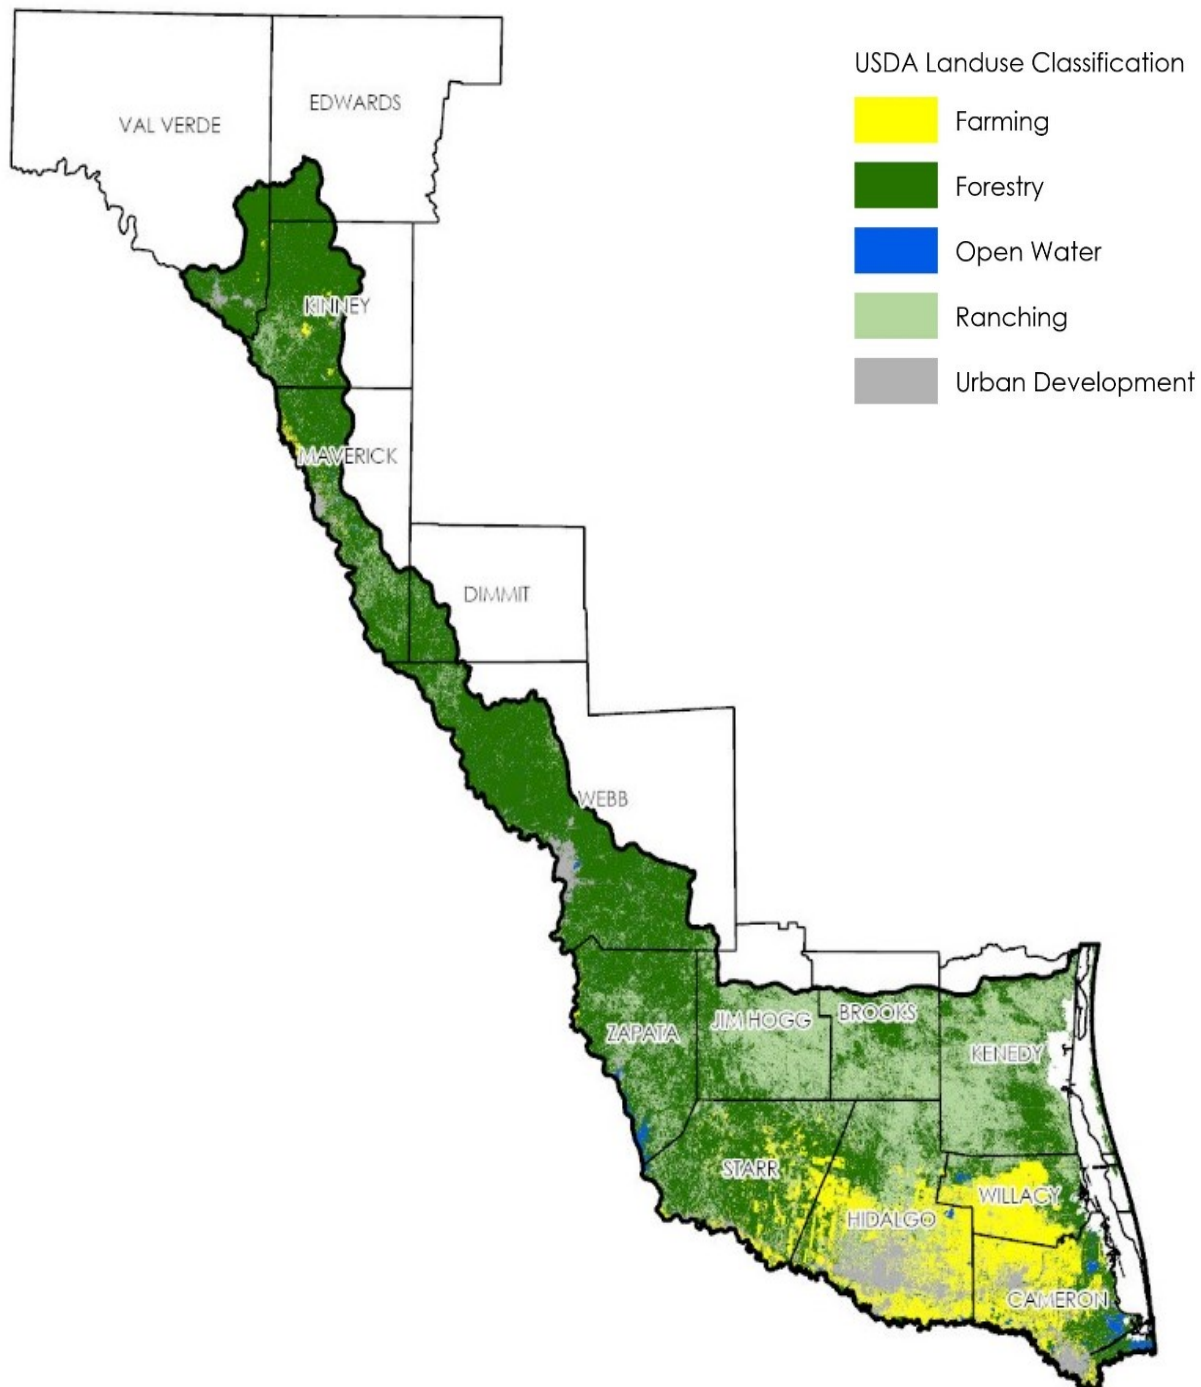 USDA Landuse Classification
Farming
Forestry
Open Water
Ranching
Urban Development
EDWARDS
VAL VERDE
KINNEY
MAVERICK
DIMMIT
WEBB
ZAPATA
JIM HOGG
BROOKS
KENEDY
STARR
WILLACY
HIDALGO
CAMERON